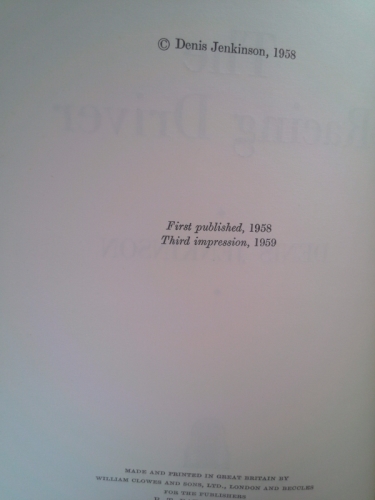 © Denis Jenkinson, 1958
First published, 1958
Third impression, 1959
MADE AND PRINTED IN GREAT BRITAIN BY
WILLIAM CLOWES AND SONS, LTD., LONDON AND BECCLES
FOR THE PUBLISHERS